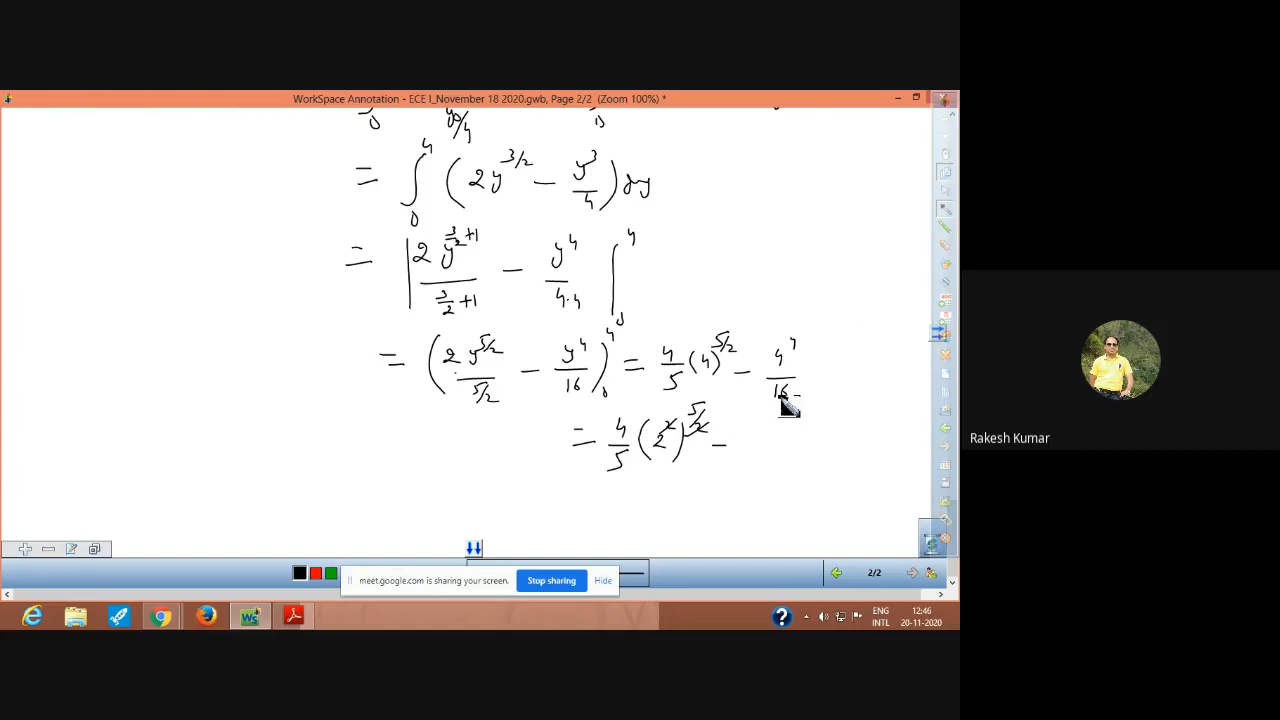 WorkSpace Annotation - ECE I_November 18 2020.gwb, Page 2/2 (Zoom 100%) *
= ∫₀⁴ (2y^{3/2} − y³/4) dy
= |2y^{3/2+1}/(3/2+1) − y⁴/(4·4)|₀⁴
= (2y^{5/2}/(5/2) − y⁴/16)₀⁴ = 4/5 (4)^{5/2} − 4⁴/16
= 4/5 (2²)^{5/2} −
Rakesh Kumar
2/2
meet.google.com is sharing your screen.
Stop sharing
Hide
ENG
INTL
12:46
20-11-2020